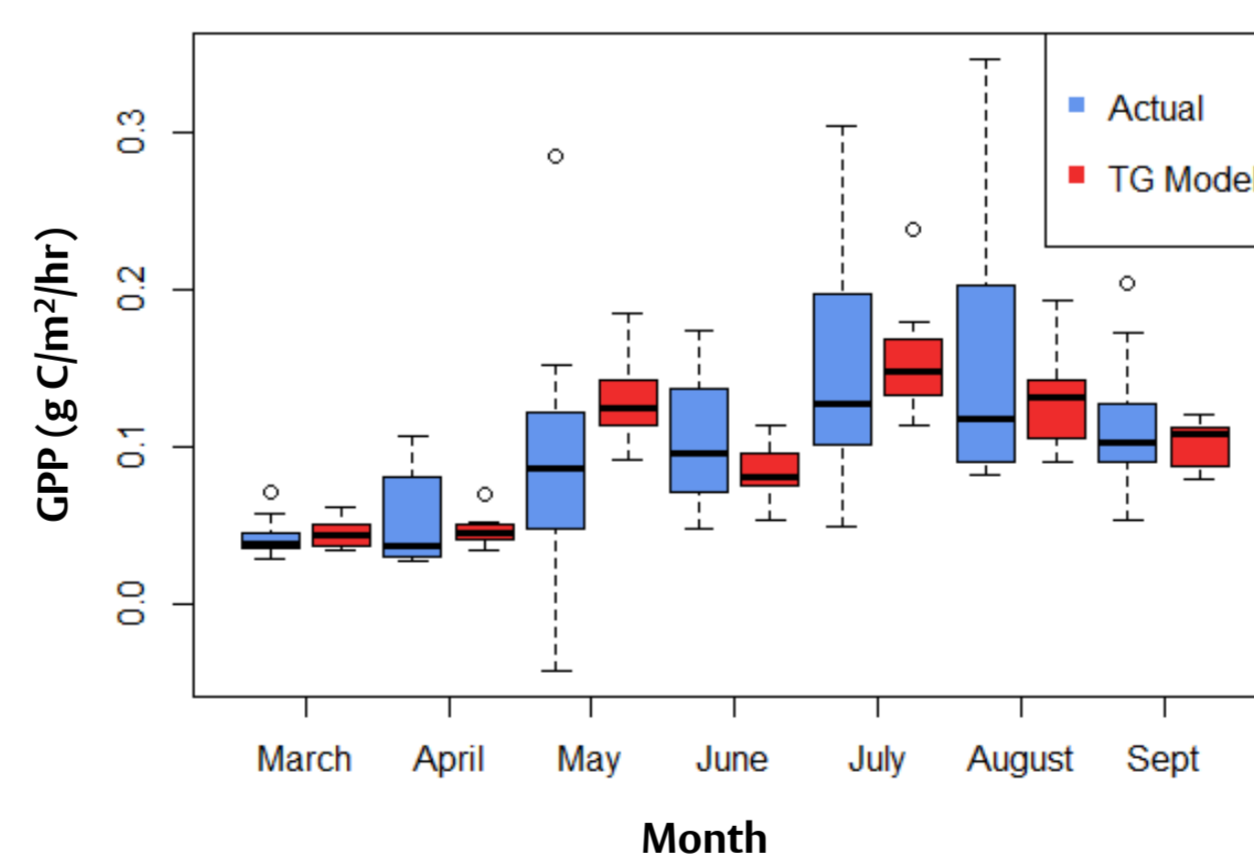 GPP (g C/m²/hr)
0.3
0.2
0.1
0.0
Actual
TG Model
March April May June July August Sept
Month